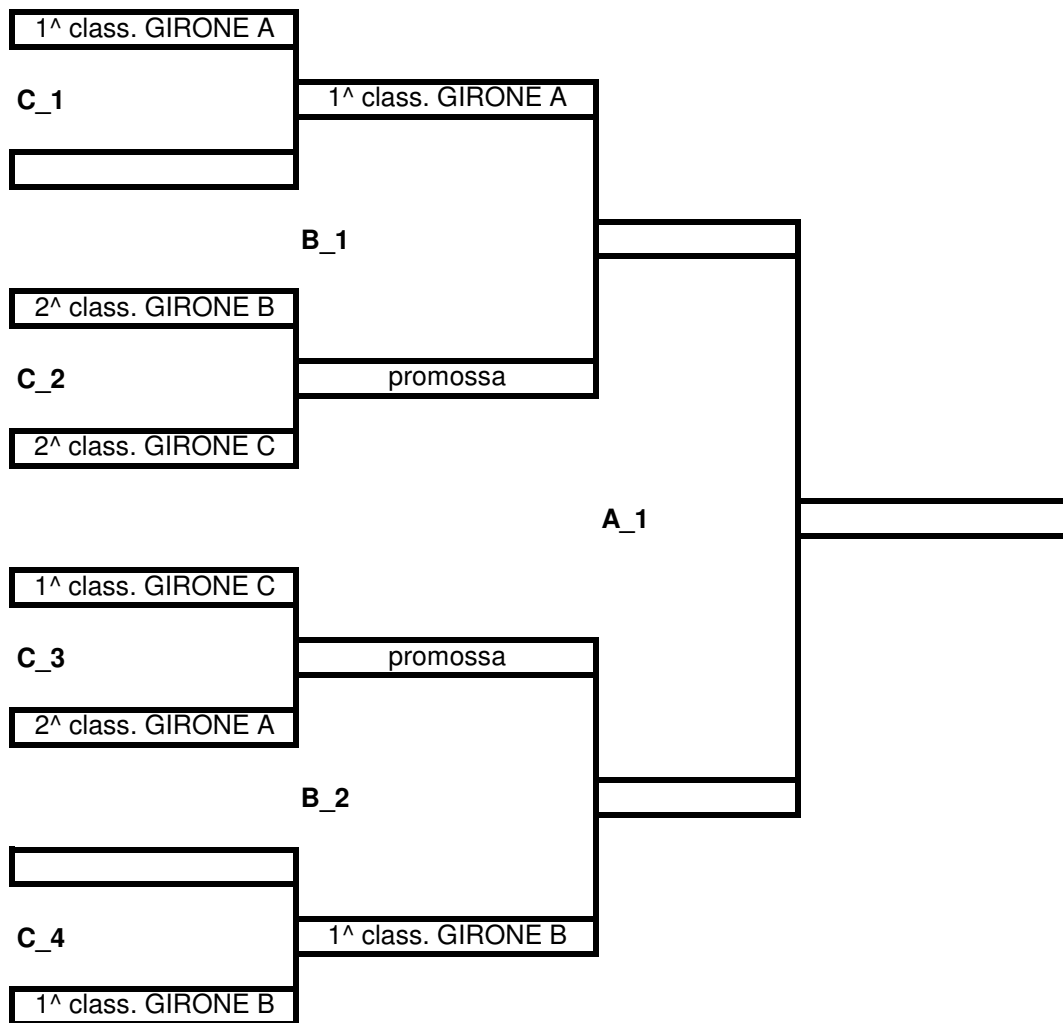 1^ class. GIRONE A
C_1
1^ class. GIRONE A
B_1
2^ class. GIRONE B
C_2
promossa
2^ class. GIRONE C
A_1
1^ class. GIRONE C
C_3
promossa
2^ class. GIRONE A
B_2
C_4
1^ class. GIRONE B
1^ class. GIRONE B